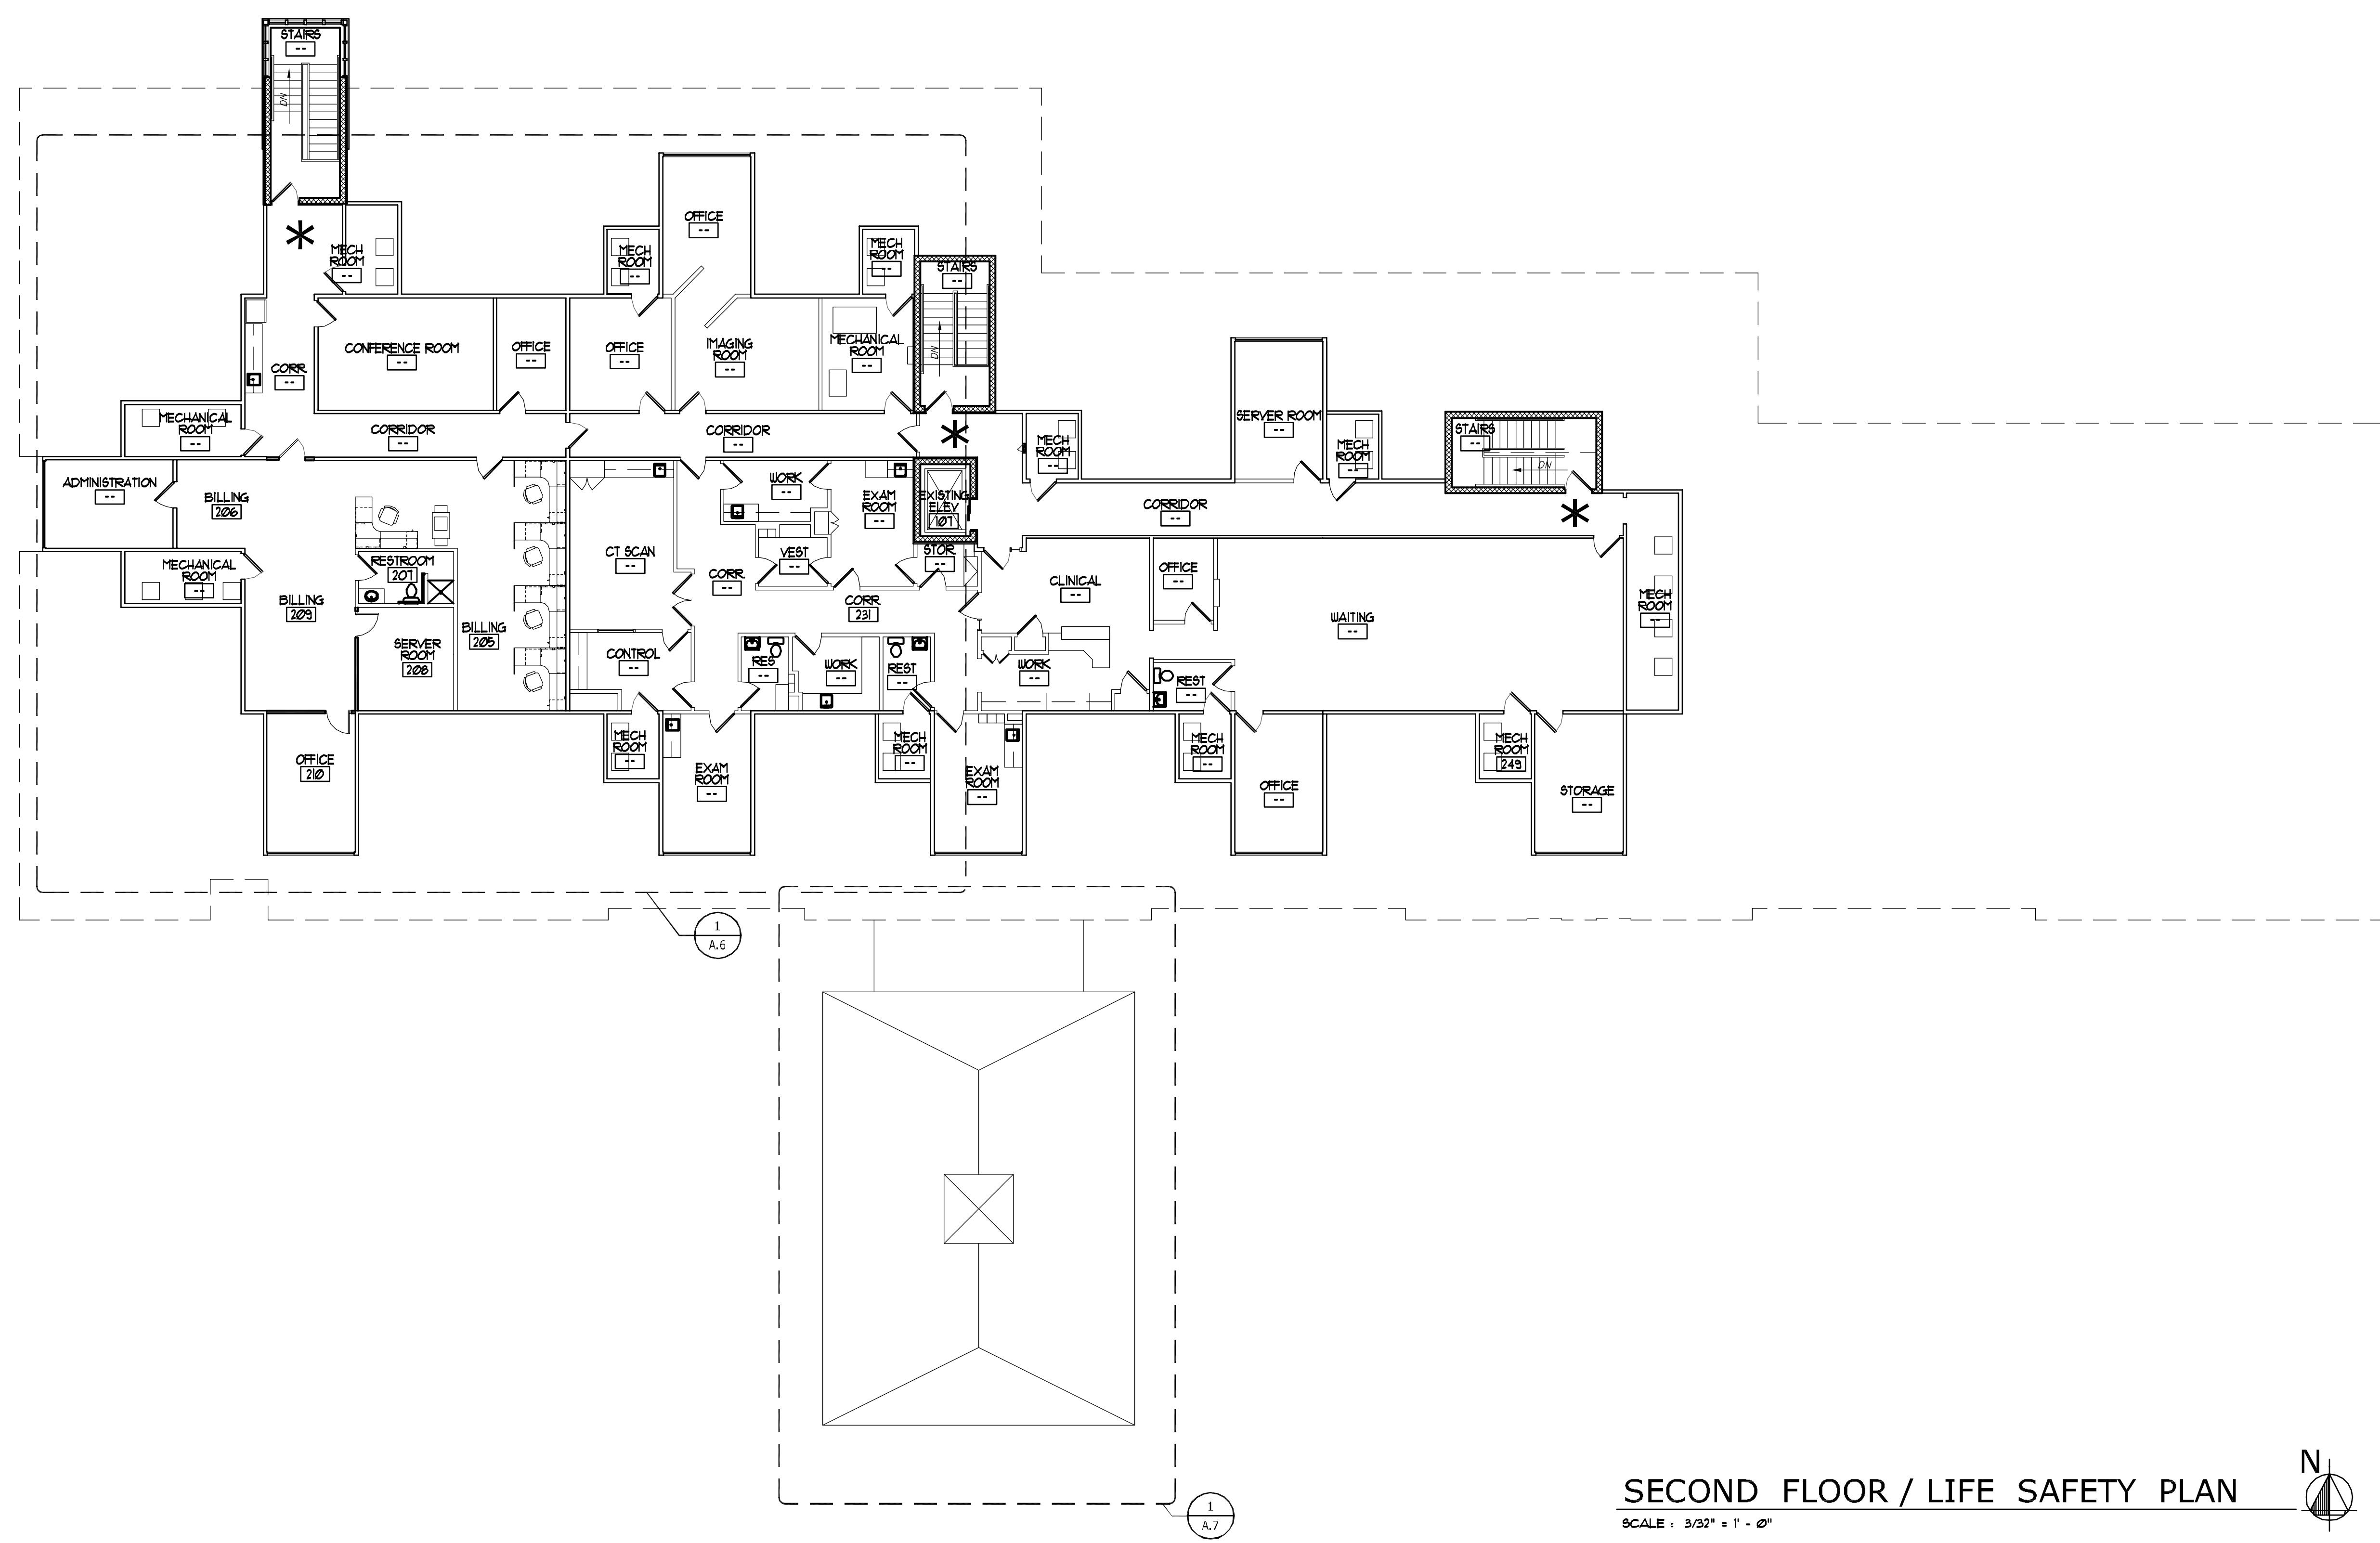 STAIRS
--
DN
OFFICE
--
MECH
ROOM
--
MECH
ROOM
--
MECH
ROOM
--
STAIRS
--
DN
CONFERENCE ROOM
--
OFFICE
--
OFFICE
--
IMAGING
ROOM
--
MECHANICAL
ROOM
--
CORR.
--
MECHANICAL
ROOM
--
CORRIDOR
--
CORRIDOR
--
*
*
*
MECH
ROOM
--
SERVER ROOM
--
MECH
ROOM
--
STAIRS
--
DN
ADMINISTRATION
--
BILLING
206
WORK
--
EXAM
ROOM
--
EXISTING
ELEV
107
CORRIDOR
--
MECHANICAL
ROOM
--
RESTROOM
207
CT SCAN
--
VEST
--
STOR.
--
CORR.
--
CORR.
231
CLINICAL
--
OFFICE
--
WAITING
--
MECH
ROOM
--
BILLING
209
SERVER
ROOM
208
BILLING
205
CONTROL
--
RES
--
WORK
--
REST
--
WORK
--
REST
--
OFFICE
210
MECH
ROOM
--
EXAM
ROOM
--
MECH
ROOM
--
EXAM
ROOM
--
MECH
ROOM
--
OFFICE
--
MECH
ROOM
249
STORAGE
--
1
A.6
1
A.7
N
SECOND FLOOR / LIFE SAFETY PLAN
SCALE : 3/32" = 1' - 0"